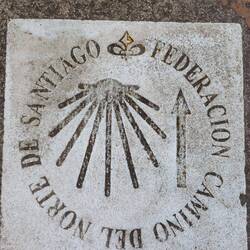 FEDERACION CAMINO DEL NORTE DE SANTIAGO